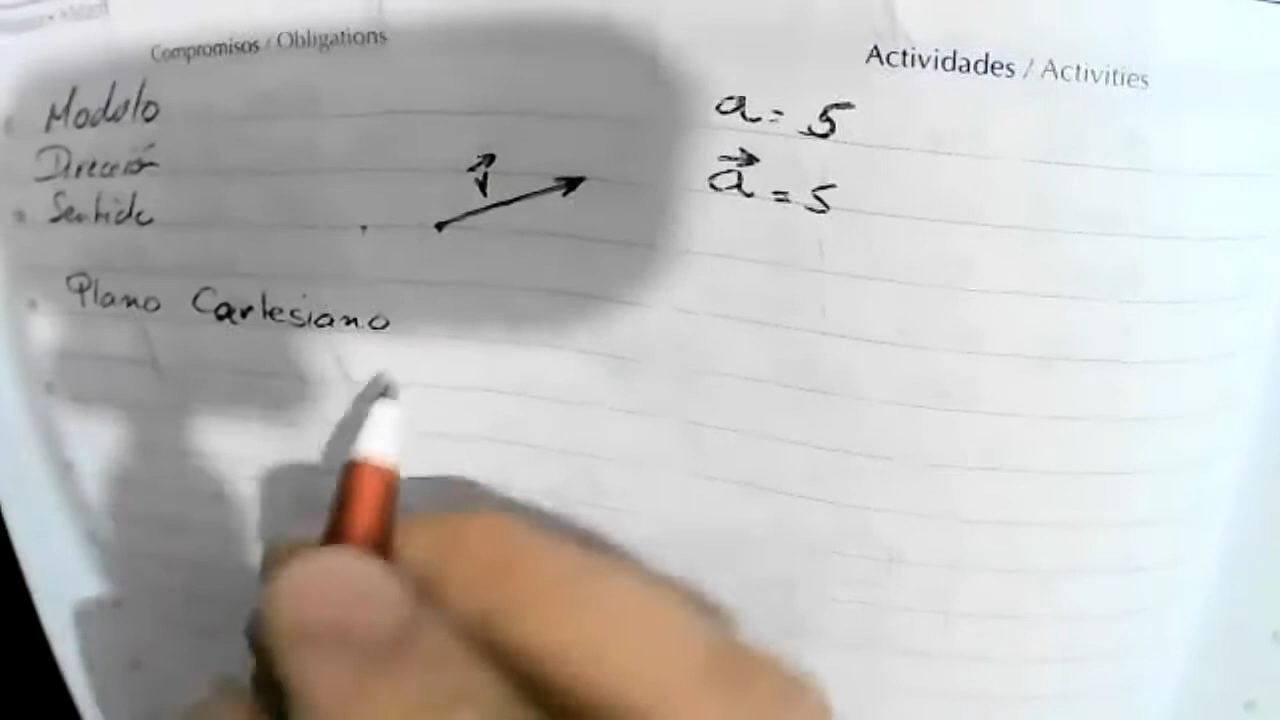 Compromisos / Obligations
Modulo
Dirección
Sentido
v
Plano Cartesiano
Actividades / Activities
a = 5
a⃗ = 5